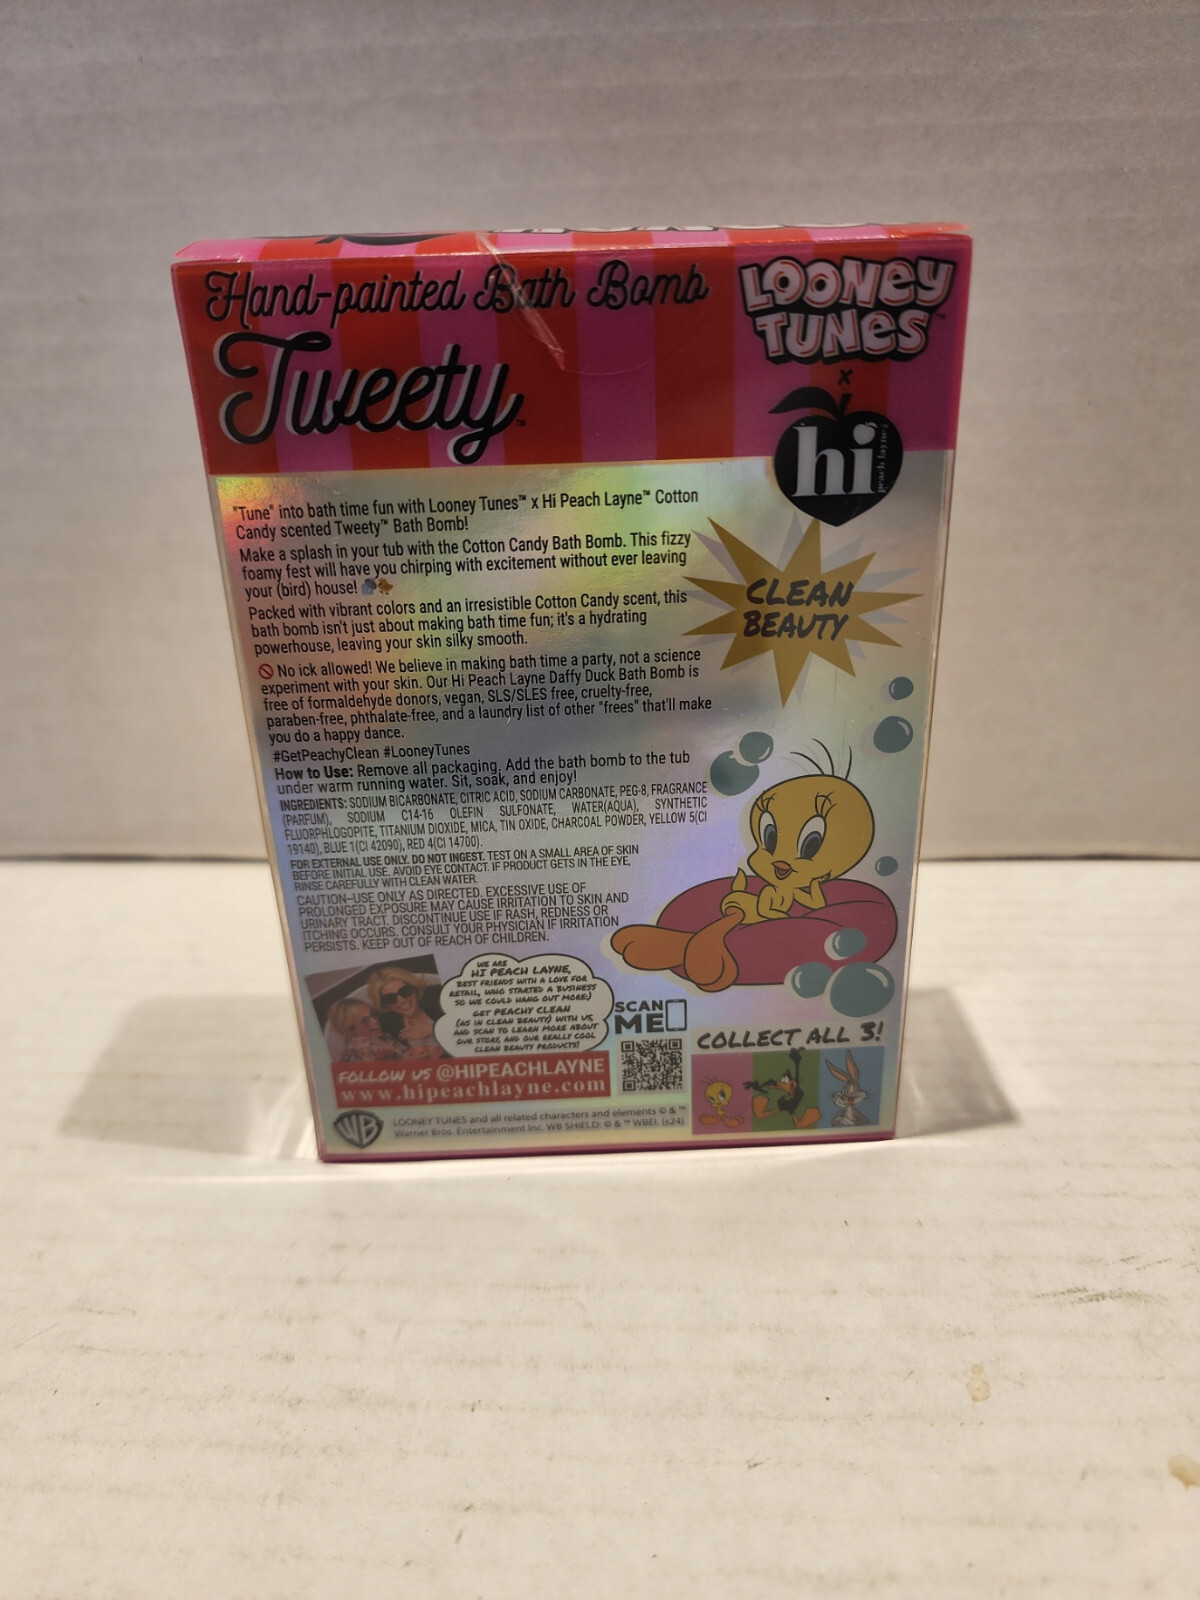 Hand-painted Bath Bomb
Tweety™
LOONEY
TUNES™
x
hi
peach layne
"Tune" into bath time fun with Looney Tunes™ x Hi Peach Layne™ Cotton
Candy scented Tweety™ Bath Bomb!
Make a splash in your tub with the Cotton Candy Bath Bomb. This fizzy
foamy fest will have you chirping with excitement without ever leaving
your (bird) house!
Packed with vibrant colors and an irresistible Cotton Candy scent, this
bath bomb isn't just about making bath time fun; it's a hydrating
powerhouse, leaving your skin silky smooth.
No ick allowed! We believe in making bath time a party, not a science
experiment with your skin. Our Hi Peach Layne Daffy Duck Bath Bomb is
free of formaldehyde donors, vegan, SLS/SLES free, cruelty-free,
paraben-free, phthalate-free, and a laundry list of other "frees" that'll make
you do a happy dance.
#GetPeachyClean #LooneyTunes
How to Use: Remove all packaging. Add the bath bomb to the tub
under warm running water. Sit, soak, and enjoy!
INGREDIENTS: SODIUM BICARBONATE, CITRIC ACID, SODIUM CARBONATE, PEG-8, FRAGRANCE
(PARFUM), SODIUM C14-16 OLEFIN SULFONATE, WATER(AQUA), SYNTHETIC
FLUORPHLOGOPITE, TITANIUM DIOXIDE, MICA, TIN OXIDE, CHARCOAL POWDER, YELLOW 5(CI
19140), BLUE 1(CI 42090), RED 4(CI 14700).
FOR EXTERNAL USE ONLY. DO NOT INGEST. TEST ON A SMALL AREA OF SKIN
BEFORE INITIAL USE. AVOID EYE CONTACT. IF PRODUCT GETS IN THE EYE,
RINSE CAREFULLY WITH CLEAN WATER.
CAUTION–USE ONLY AS DIRECTED. EXCESSIVE USE OF
PROLONGED EXPOSURE MAY CAUSE IRRITATION TO SKIN AND
URINARY TRACT. DISCONTINUE USE IF RASH, REDNESS OR
ITCHING OCCURS. CONSULT YOUR PHYSICIAN IF IRRITATION
PERSISTS. KEEP OUT OF REACH OF CHILDREN.
CLEAN
BEAUTY
WE ARE
HI PEACH LAYNE,
BEST FRIENDS WITH A LOVE FOR
RETAIL, WHO STARTED A BUSINESS
SO WE COULD HANG OUT MORE:)
GET PEACHY CLEAN
(AS IN CLEAN BEAUTY) WITH US,
AND SCAN TO LEARN MORE ABOUT
OUR STORY, AND OUR REALLY COOL
CLEAN BEAUTY PRODUCTS!
SCAN
ME
FOLLOW US @HIPEACHLAYNE
www.hipeachlayne.com
COLLECT ALL 3!
WB
LOONEY TUNES and all related characters and elements © & ™
Warner Bros. Entertainment Inc. WB SHIELD: © & ™ WBEI. (s24)